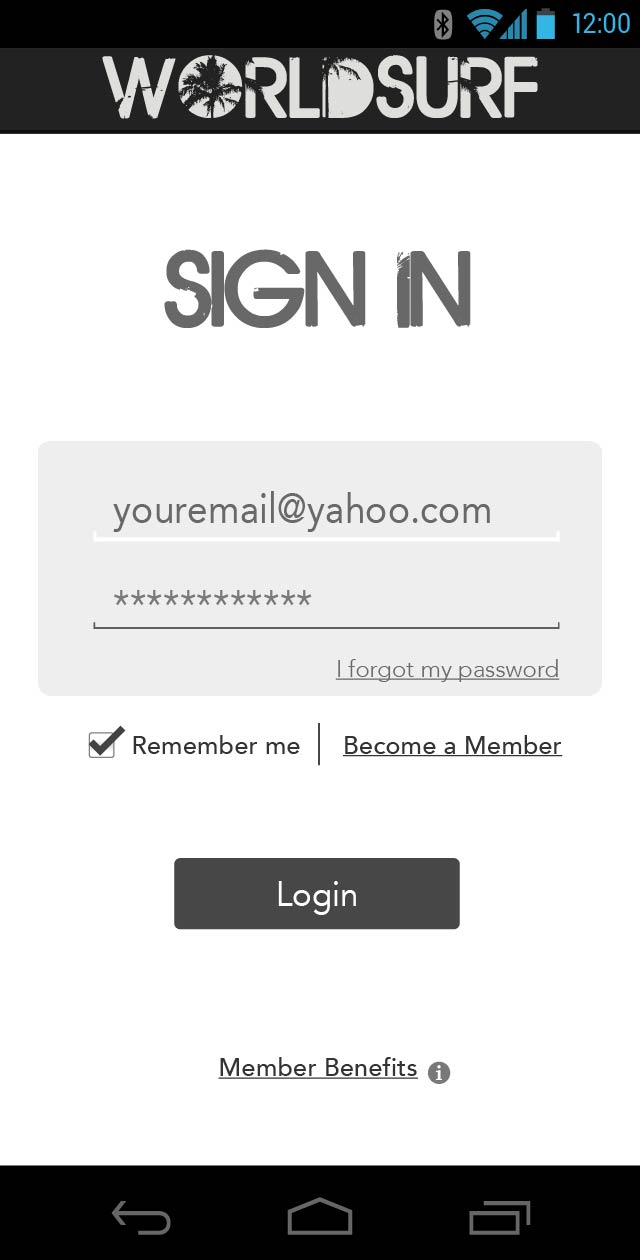 12:00
WORLDSURF
SIGN IN
youremail@yahoo.com
************
I forgot my password
Remember me | Become a Member
Login
Member Benefits i